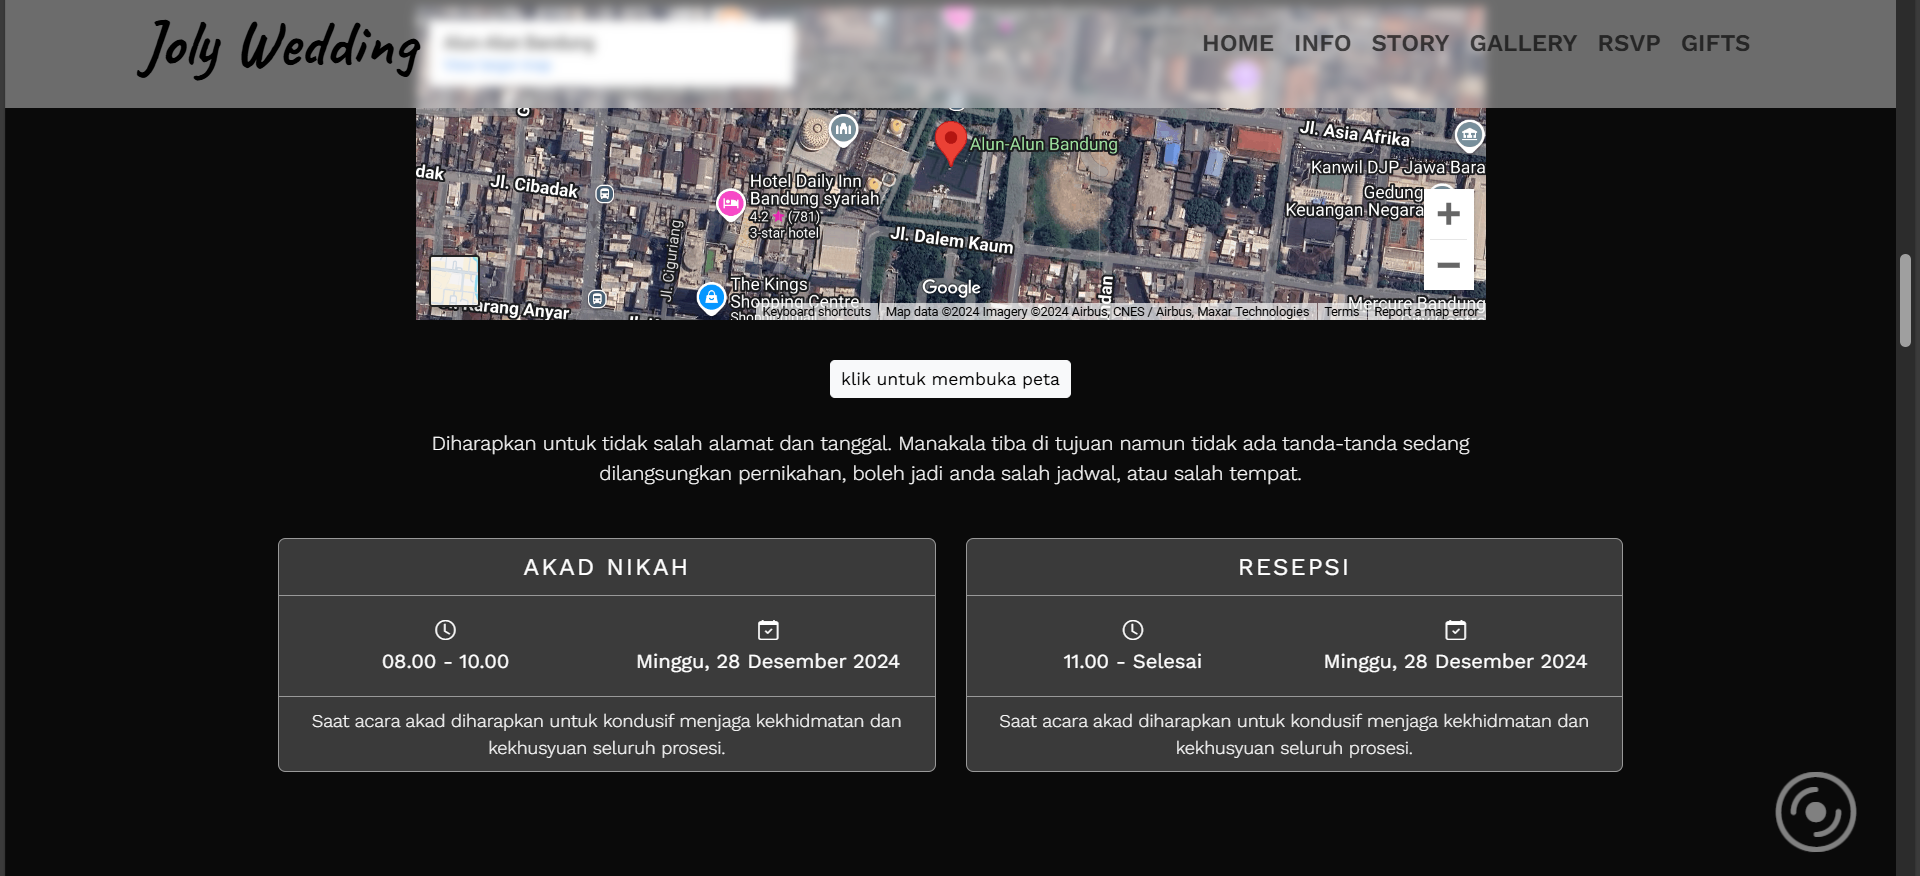 Joly Wedding
HOME INFO STORY GALLERY RSVP GIFTS
Alun-Alun Bandung
Jl. Asia Afrika
Alun-Alun Bandung
Kanwil DJP Jawa Bara
dak
Jl. Cibadak
Hotel Daily Inn
Bandung syariah
4.2 ★ (781)
3-star hotel
Gedung
Keuangan Negara
+
Jl. Ciguriang
Jl. Dalem Kaum
−
The Kings
Shopping Centre
Google
dan
Mercure Bandung
Karang Anyar
Keyboard shortcuts
Map data ©2024 Imagery ©2024 Airbus, CNES / Airbus, Maxar Technologies
Terms
Report a map error
klik untuk membuka peta
Diharapkan untuk tidak salah alamat dan tanggal. Manakala tiba di tujuan namun tidak ada tanda-tanda sedang
dilangsungkan pernikahan, boleh jadi anda salah jadwal, atau salah tempat.
AKAD NIKAH
08.00 - 10.00
Minggu, 28 Desember 2024
Saat acara akad diharapkan untuk kondusif menjaga kekhidmatan dan
kekhusyuan seluruh prosesi.
RESEPSI
11.00 - Selesai
Minggu, 28 Desember 2024
Saat acara akad diharapkan untuk kondusif menjaga kekhidmatan dan
kekhusyuan seluruh prosesi.